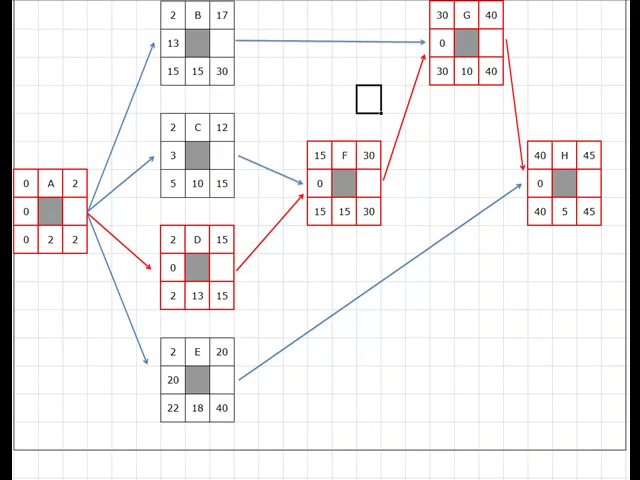 2 B 17
13
15 15 30
30 G 40
0
30 10 40
2 C 12
3
5 10 15
15 F 30
0
15 15 30
40 H 45
0
40 5 45
0 A 2
0
0 2 2
2 D 15
0
2 13 15
2 E 20
20
22 18 40